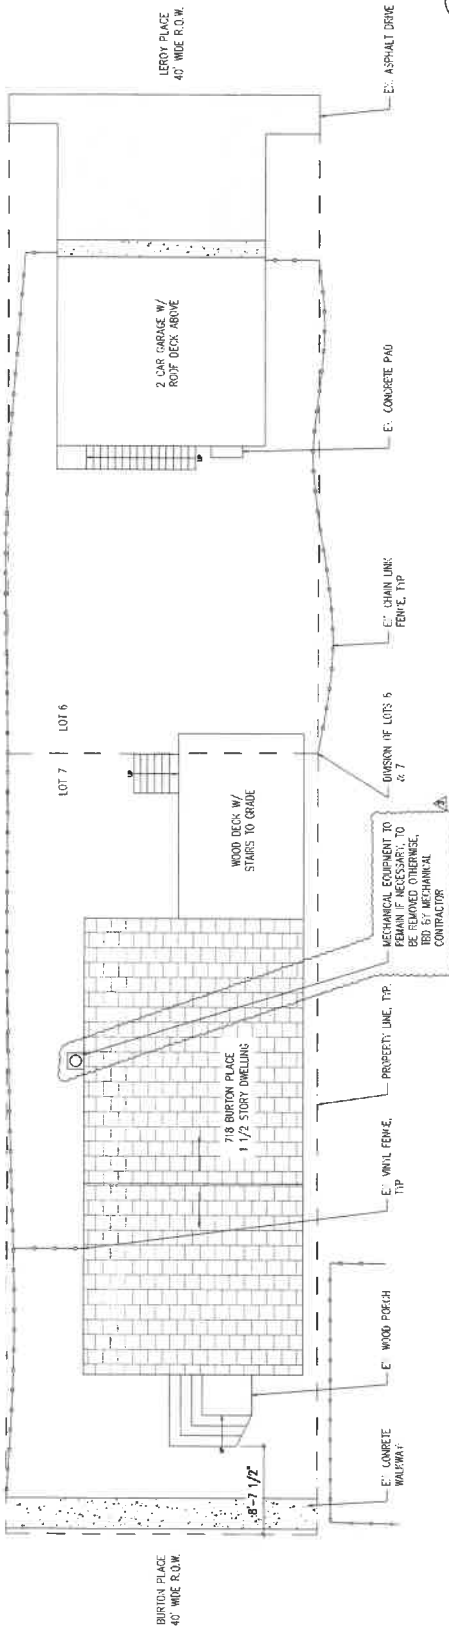 BURTON PLACE
40' WIDE R.O.W.
LEROY PLACE
40' WIDE R.O.W.
LOT 7
LOT 6
2 CAR GARAGE W/
ROOF DECK ABOVE
UP
UP
WOOD DECK W/
STAIRS TO GRADE
718 BURTON PLACE
1 1/2 STORY DWELLING
UP
8'-7 1/2"
EX. CONRETE
WALKWAY
EX. WOOD PORCH
EX. VINYL FENCE,
TYP
PROPERTY LINE, TYP.
MECHANICAL EQUIPMENT TO
REMAIN IF NECESSARY, TO
BE REMOVED OTHERWISE,
TBD BY MECHANICAL
CONTRACTOR
DIVISION OF LOTS 6
& 7
EX. CHAIN LINK
FENCE, TYP
EX. CONCRETE PAD
EX. ASPHALT DRIVE